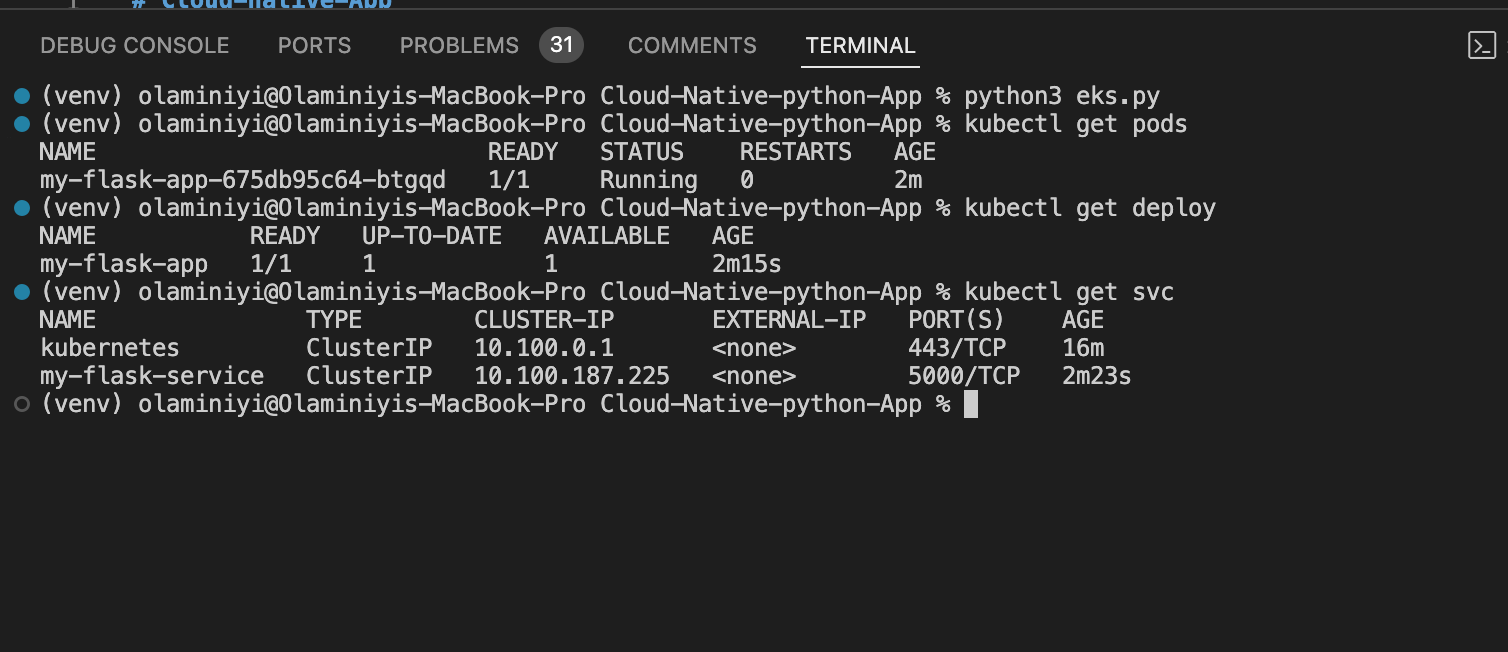 1 # Cloud-native-App
DEBUG CONSOLE PORTS PROBLEMS 31 COMMENTS TERMINAL
(venv) olaminiyi@Olaminiyis-MacBook-Pro Cloud-Native-python-App % python3 eks.py
(venv) olaminiyi@Olaminiyis-MacBook-Pro Cloud-Native-python-App % kubectl get pods
NAME READY STATUS RESTARTS AGE
my-flask-app-675db95c64-btgqd 1/1 Running 0 2m
(venv) olaminiyi@Olaminiyis-MacBook-Pro Cloud-Native-python-App % kubectl get deploy
NAME READY UP-TO-DATE AVAILABLE AGE
my-flask-app 1/1 1 1 2m15s
(venv) olaminiyi@Olaminiyis-MacBook-Pro Cloud-Native-python-App % kubectl get svc
NAME TYPE CLUSTER-IP EXTERNAL-IP PORT(S) AGE
kubernetes ClusterIP 10.100.0.1 <none> 443/TCP 16m
my-flask-service ClusterIP 10.100.187.225 <none> 5000/TCP 2m23s
(venv) olaminiyi@Olaminiyis-MacBook-Pro Cloud-Native-python-App %